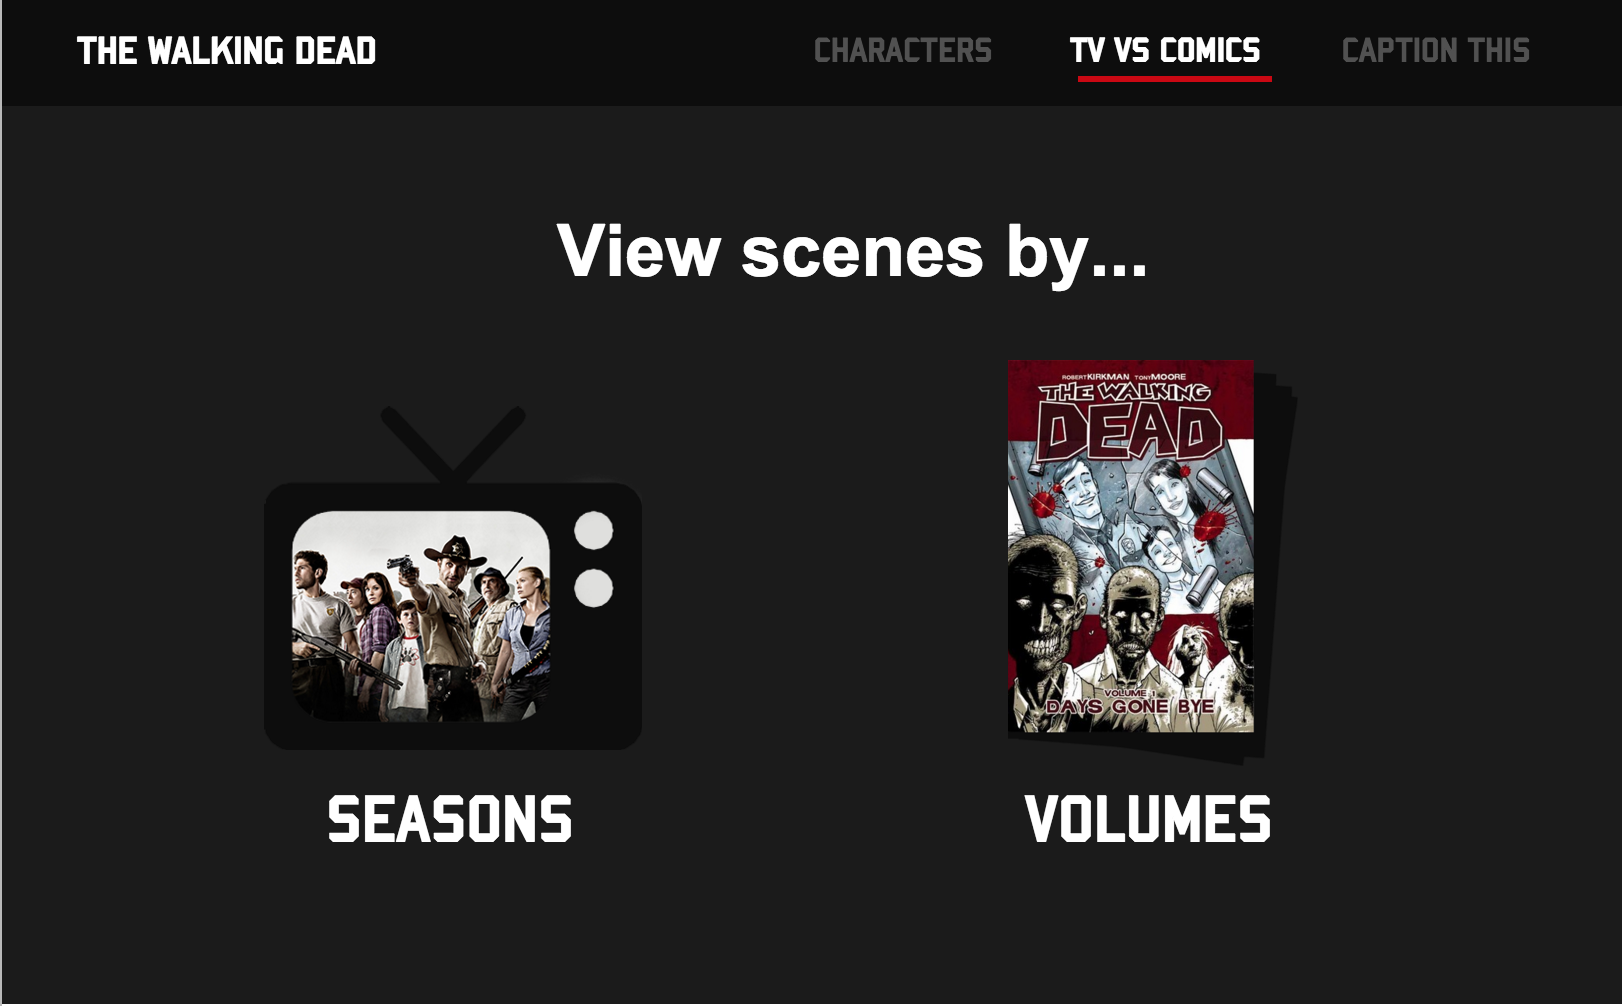 THE WALKING DEAD
CHARACTERS
TV VS COMICS
CAPTION THIS
View scenes by...
ROBERT KIRKMAN TONY MOORE
THE WALKING
DEAD
VOLUME 1
DAYS GONE BYE
SEASONS
VOLUMES